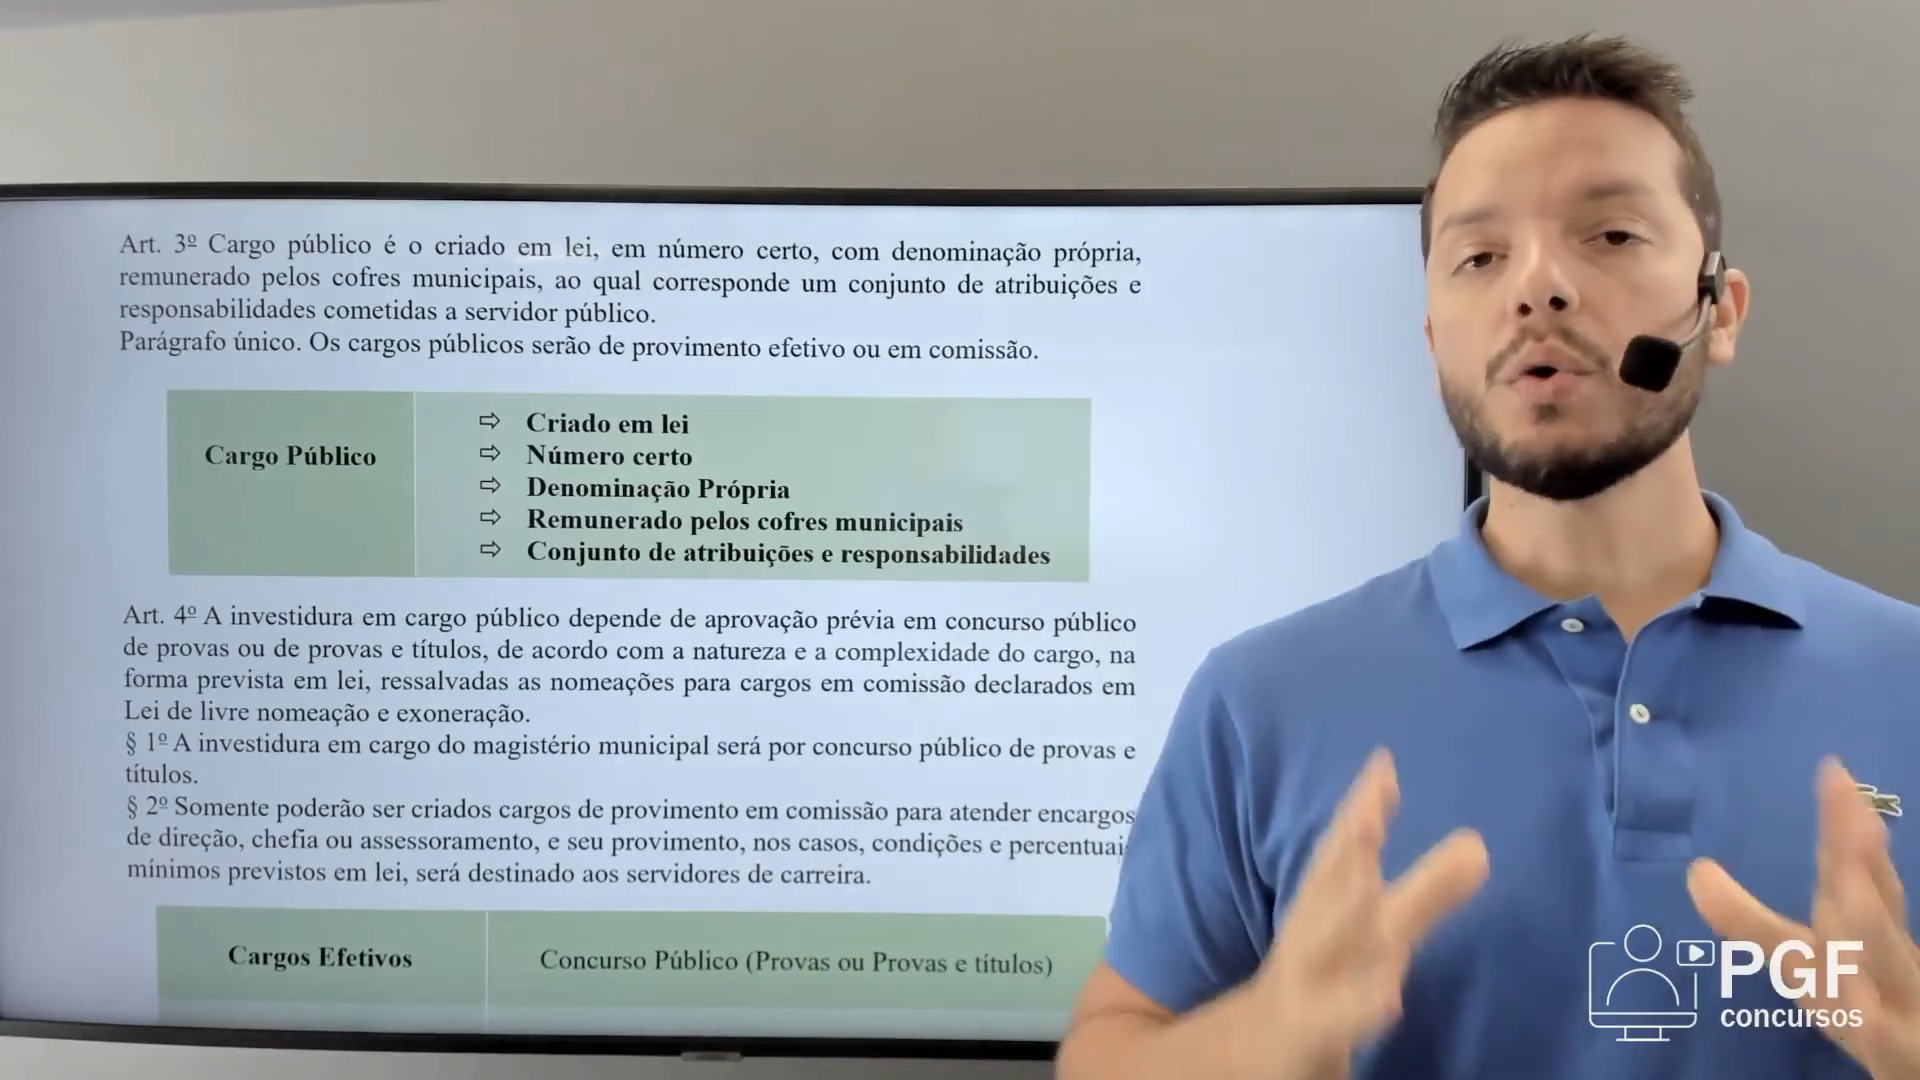 Art. 3º Cargo público é o criado em lei, em número certo, com denominação própria,
remunerado pelos cofres municipais, ao qual corresponde um conjunto de atribuições e
responsabilidades cometidas a servidor público.
Parágrafo único. Os cargos públicos serão de provimento efetivo ou em comissão.
Cargo Público
⇨ Criado em lei
⇨ Número certo
⇨ Denominação Própria
⇨ Remunerado pelos cofres municipais
⇨ Conjunto de atribuições e responsabilidades
Art. 4º A investidura em cargo público depende de aprovação prévia em concurso público
de provas ou de provas e títulos, de acordo com a natureza e a complexidade do cargo, na
forma prevista em lei, ressalvadas as nomeações para cargos em comissão declarados em
Lei de livre nomeação e exoneração.
§ 1º A investidura em cargo do magistério municipal será por concurso público de provas e
títulos.
§ 2º Somente poderão ser criados cargos de provimento em comissão para atender encargos
de direção, chefia ou assessoramento, e seu provimento, nos casos, condições e percentuai
mínimos previstos em lei, será destinado aos servidores de carreira.
Cargos Efetivos
Concurso Público (Provas ou Provas e títulos)
PGF
concursos